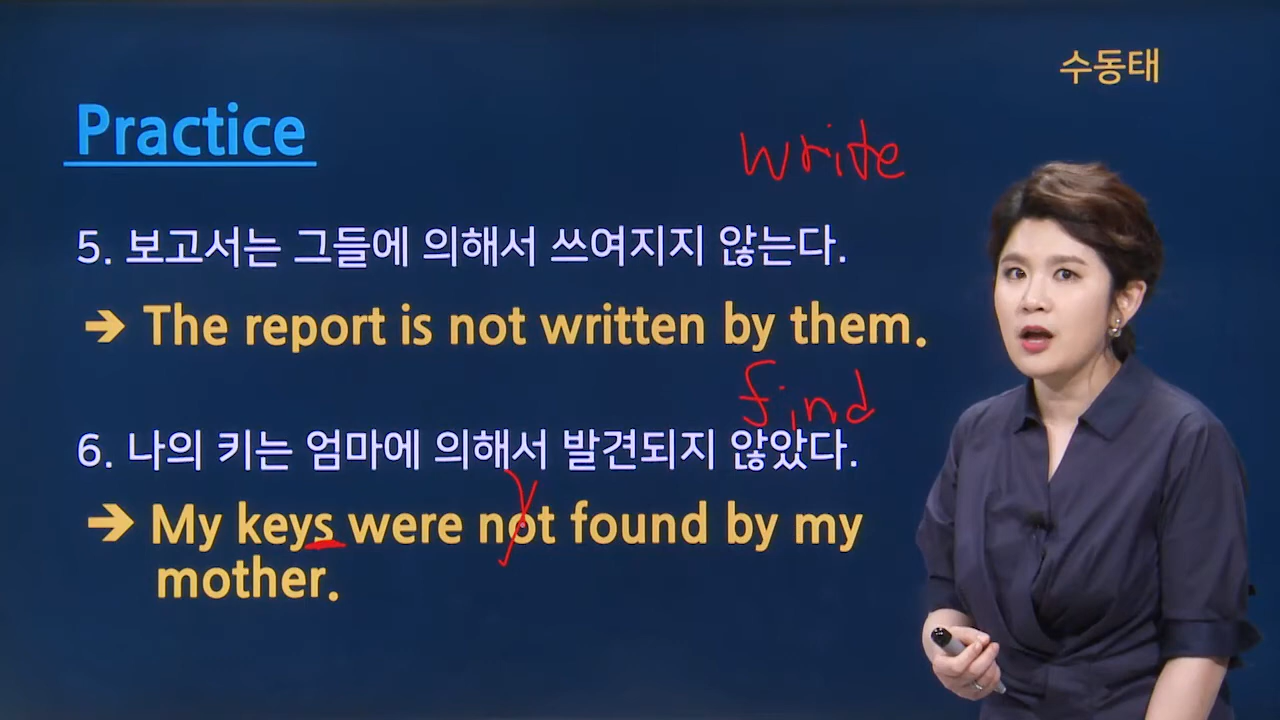 수동태
Practice
write
5. 보고서는 그들에 의해서 쓰여지지 않는다.
➔ The report is not written by them.
find
6. 나의 키는 엄마에 의해서 발견되지 않았다.
➔ My keys were not found by my
mother.